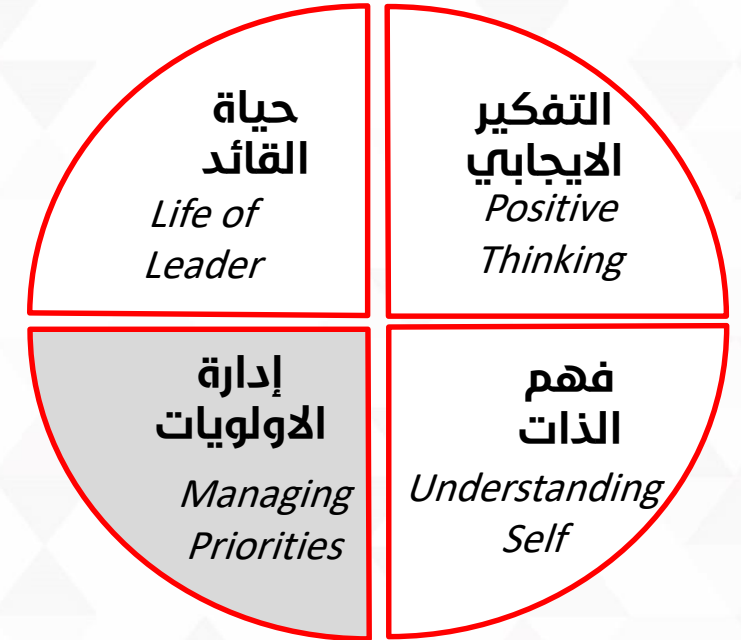 حياة
القائد
Life of
Leader
التفكير
الايجابي
Positive
Thinking
إدارة
الاولويات
Managing
Priorities
فهم
الذات
Understanding
Self